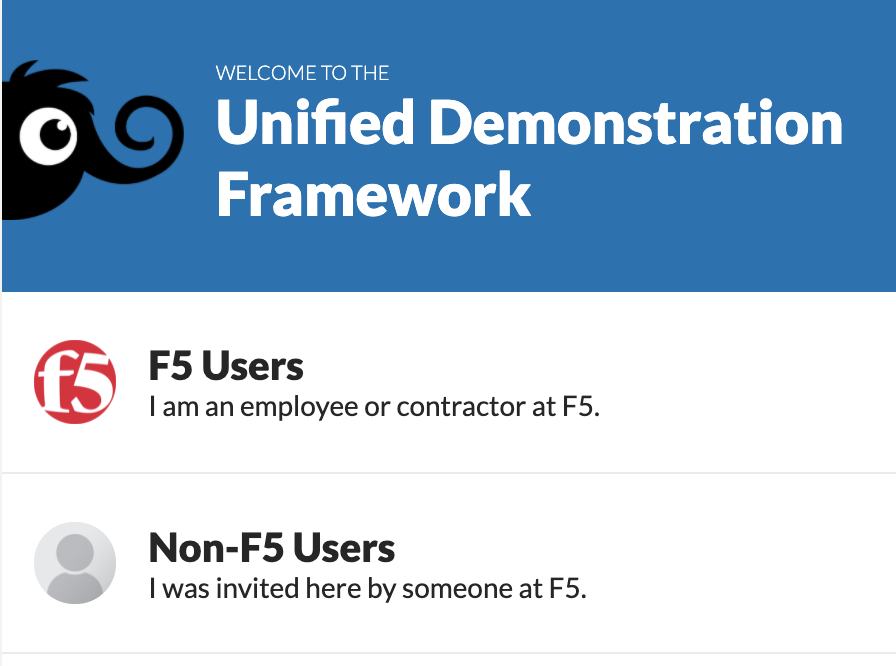 WELCOME TO THE
Unified Demonstration
Framework
f5
F5 Users
I am an employee or contractor at F5.
Non-F5 Users
I was invited here by someone at F5.